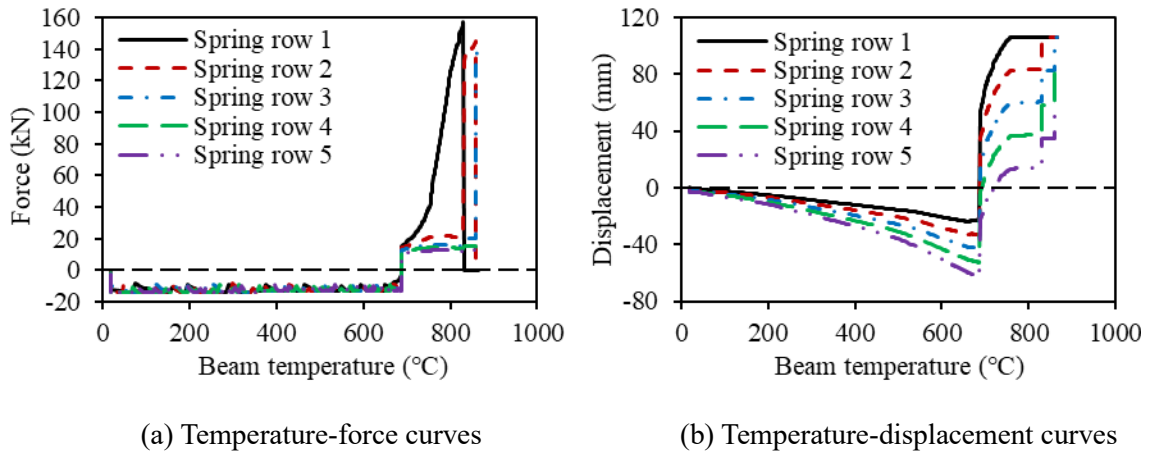 160
140
120
100
80
60
40
20
0
-20
Force (kN)
Spring row 1
Spring row 2
Spring row 3
Spring row 4
Spring row 5
0 200 400 600 800 1000
Beam temperature (℃)
(a) Temperature-force curves
120
80
40
0
-40
-80
Displacement (mm)
Spring row 1
Spring row 2
Spring row 3
Spring row 4
Spring row 5
0 200 400 600 800 1000
Beam temperature (℃)
(b) Temperature-displacement curves